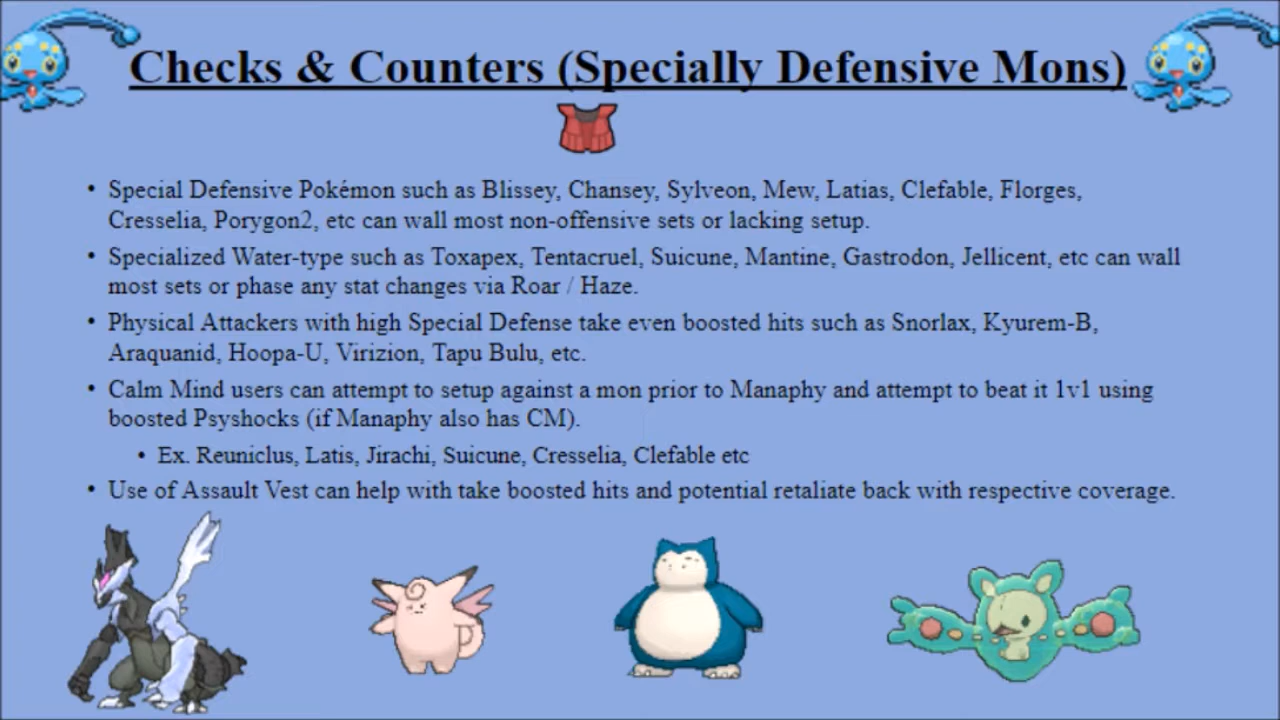 Checks & Counters (Specially Defensive Mons)
• Special Defensive Pokémon such as Blissey, Chansey, Sylveon, Mew, Latias, Clefable, Florges,
Cresselia, Porygon2, etc can wall most non-offensive sets or lacking setup.
• Specialized Water-type such as Toxapex, Tentacruel, Suicune, Mantine, Gastrodon, Jellicent, etc can wall
most sets or phase any stat changes via Roar / Haze.
• Physical Attackers with high Special Defense take even boosted hits such as Snorlax, Kyurem-B,
Araquanid, Hoopa-U, Virizion, Tapu Bulu, etc.
• Calm Mind users can attempt to setup against a mon prior to Manaphy and attempt to beat it 1v1 using
boosted Psyshocks (if Manaphy also has CM).
• Ex. Reuniclus, Latis, Jirachi, Suicune, Cresselia, Clefable etc
• Use of Assault Vest can help with take boosted hits and potential retaliate back with respective coverage.